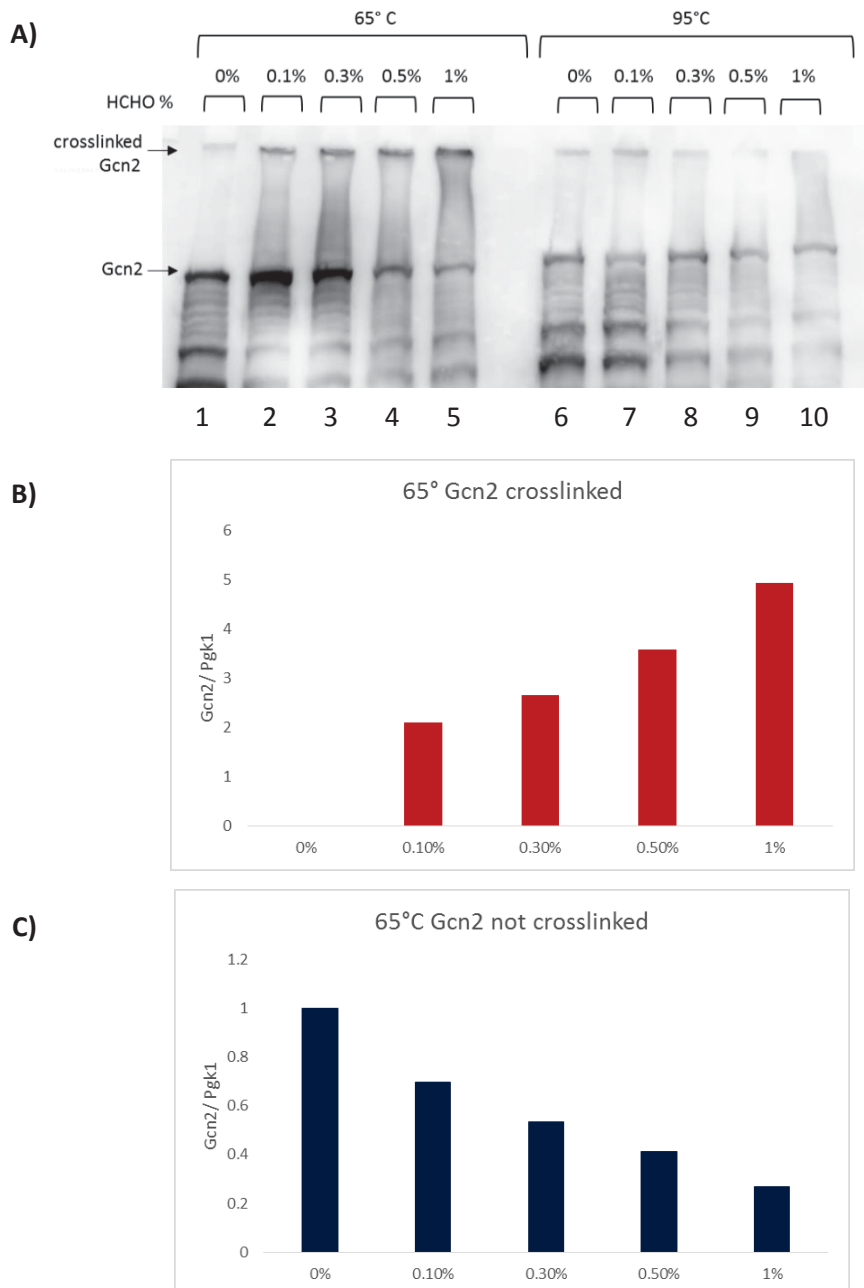 A)
65° C 95°C
0% 0.1% 0.3% 0.5% 1% 0% 0.1% 0.3% 0.5% 1%
HCHO %
crosslinked
Gcn2
Gcn2
1 2 3 4 5 6 7 8 9 10
B)
65° Gcn2 crosslinked
6
5
4
3
2
1
0
Gcn2/ Pgk1
0% 0.10% 0.30% 0.50% 1%
C)
65°C Gcn2 not crosslinked
1.2
1
0.8
0.6
0.4
0.2
0
Gcn2/ Pgk1
0% 0.10% 0.30% 0.50% 1%